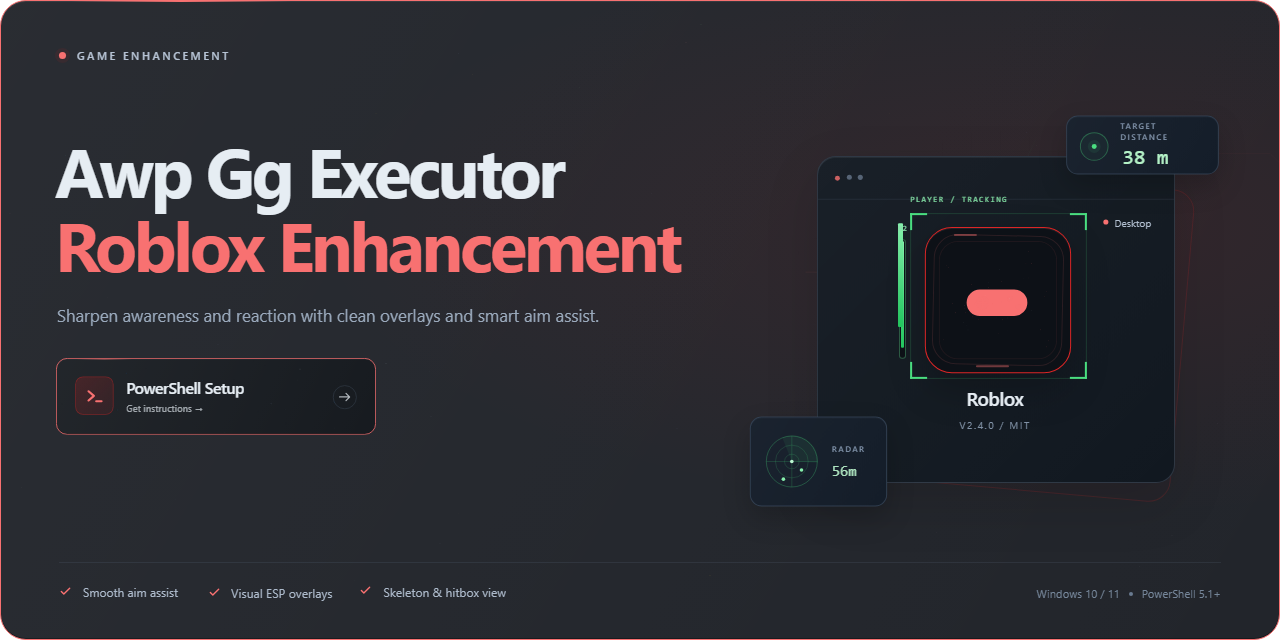 GAME ENHANCEMENT
Awp Gg Executor
Roblox Enhancement
Sharpen awareness and reaction with clean overlays and smart aim assist.
PowerShell Setup
Get instructions →
TARGET
DISTANCE
38 m
PLAYER / TRACKING
Desktop
Roblox
V2.4.0 / MIT
RADAR
56m
Smooth aim assist
Visual ESP overlays
Skeleton & hitbox view
Windows 10 / 11 • PowerShell 5.1+